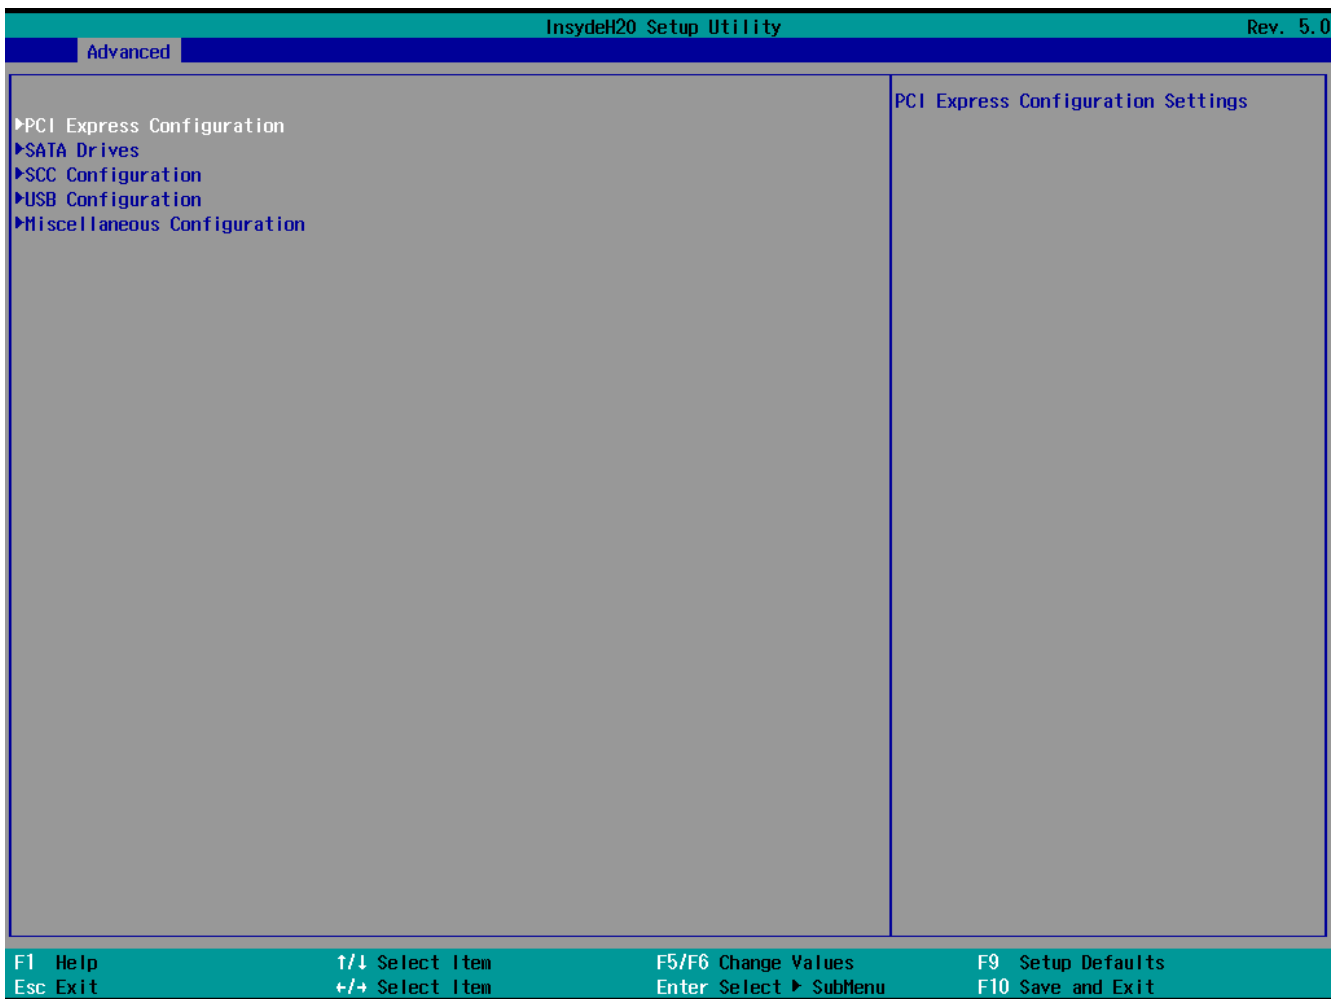 InsydeH20 Setup Utility Rev. 5.0
Advanced
PCI Express Configuration Settings
▶PCI Express Configuration
▶SATA Drives
▶SCC Configuration
▶USB Configuration
▶Miscellaneous Configuration
F1 Help ↑/↓ Select Item F5/F6 Change Values F9 Setup Defaults
Esc Exit ←/→ Select Item Enter Select ▶ SubMenu F10 Save and Exit